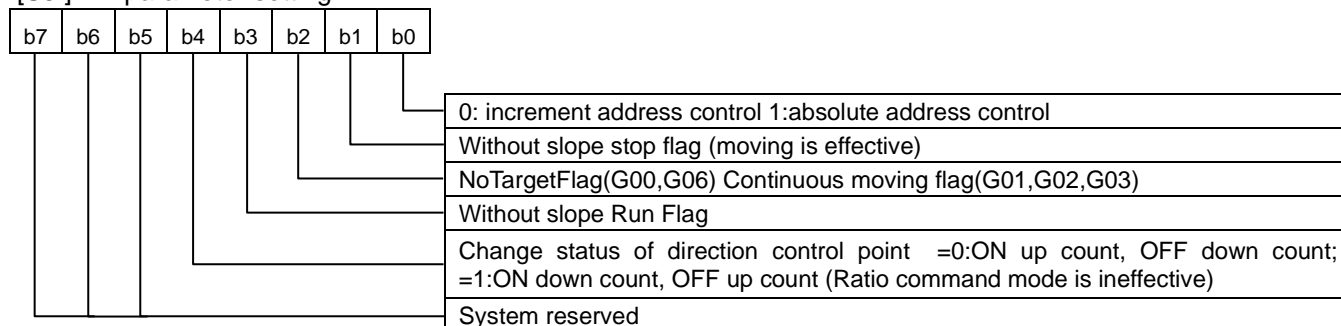 b7 b6 b5 b4 b3 b2 b1 b0
0: increment address control 1:absolute address control
Without slope stop flag (moving is effective)
NoTargetFlag(G00,G06) Continuous moving flag(G01,G02,G03)
Without slope Run Flag
Change status of direction control point =0:ON up count, OFF down count;
=1:ON down count, OFF up count (Ratio command mode is ineffective)
System reserved